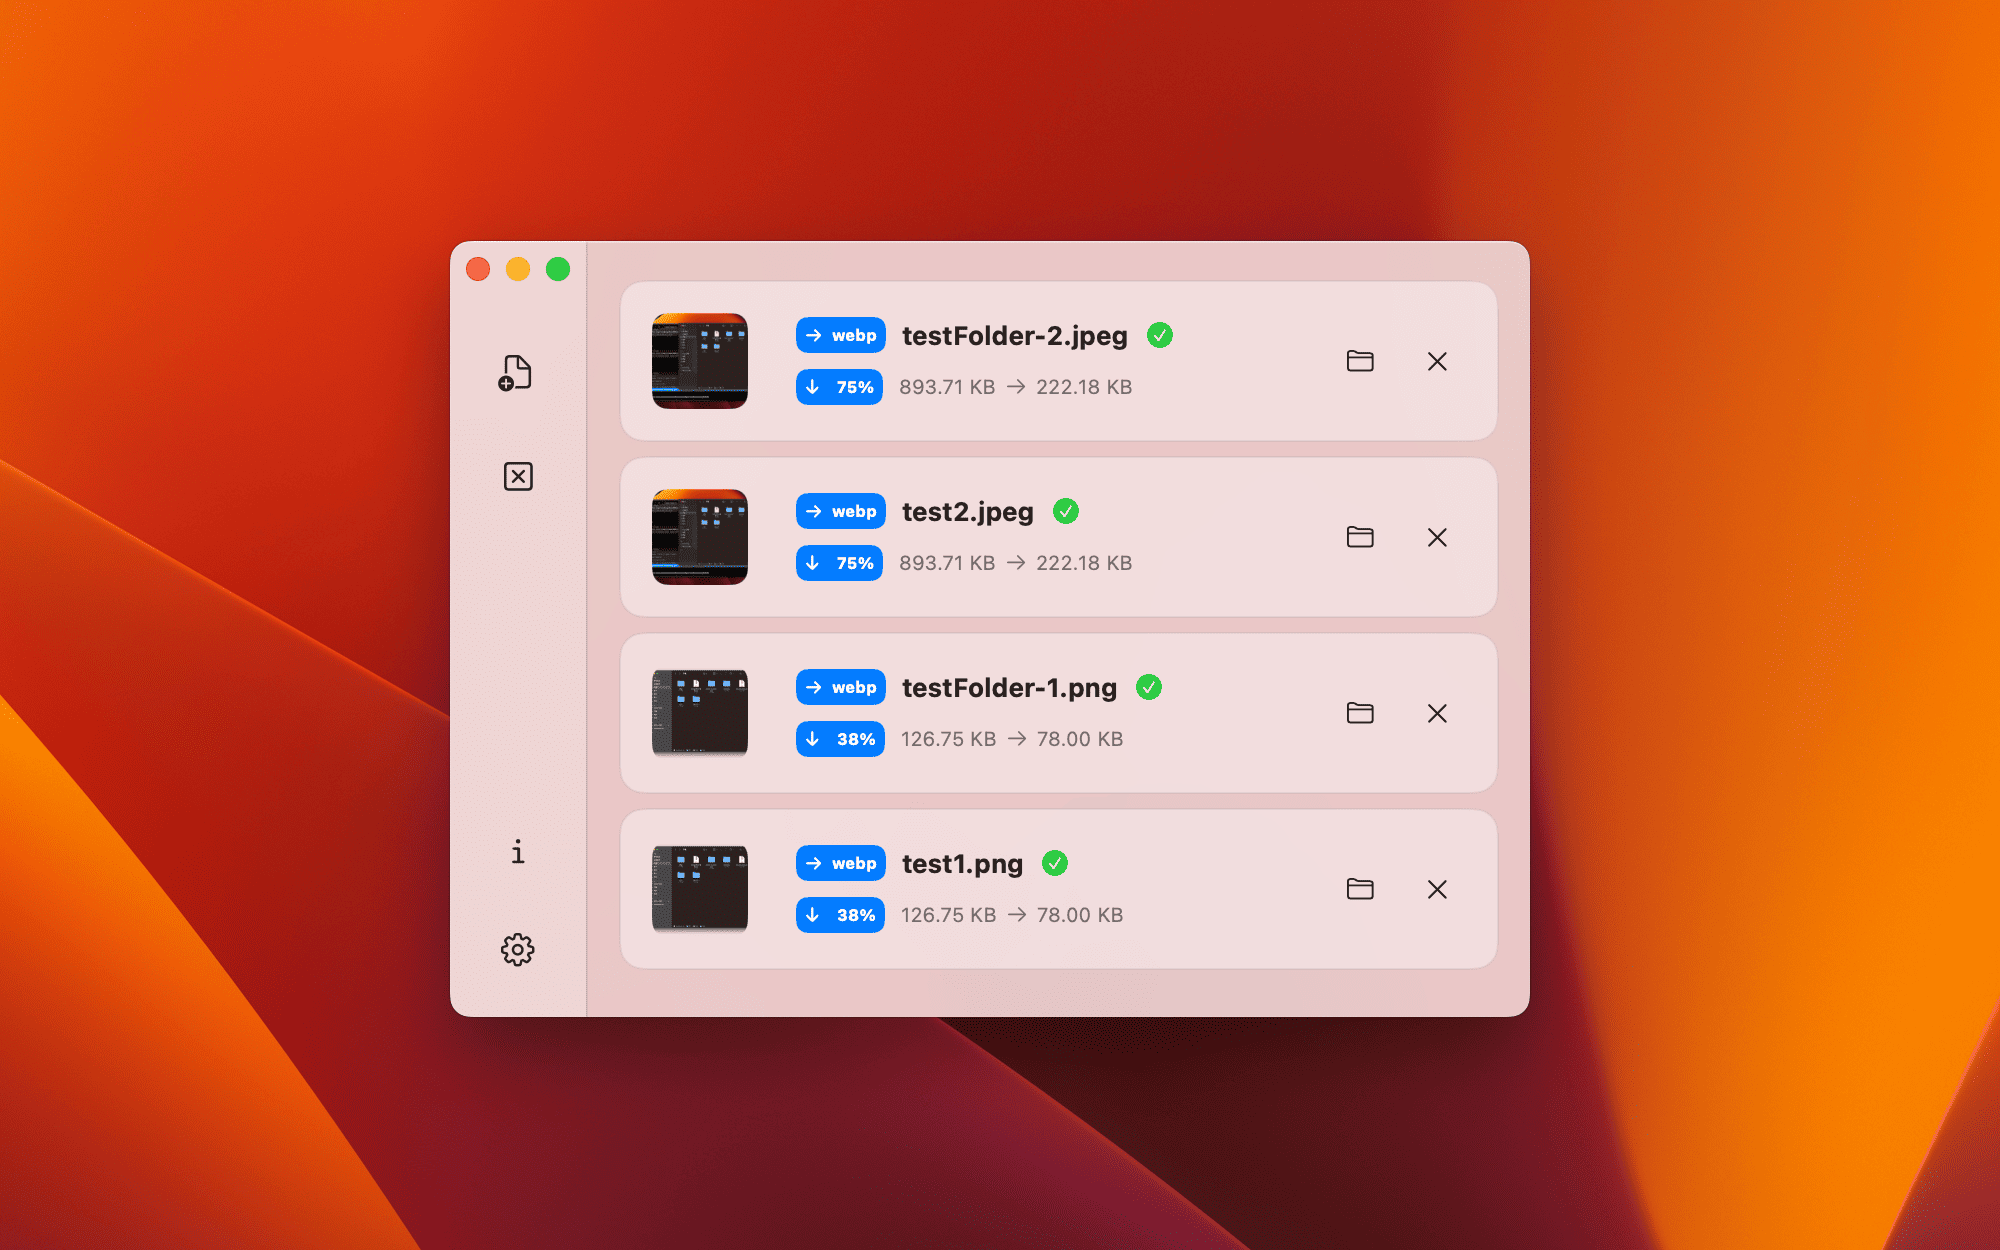 → webp testFolder-2.jpeg
↓ 75% 893.71 KB → 222.18 KB
→ webp test2.jpeg
↓ 75% 893.71 KB → 222.18 KB
→ webp testFolder-1.png
↓ 38% 126.75 KB → 78.00 KB
→ webp test1.png
↓ 38% 126.75 KB → 78.00 KB